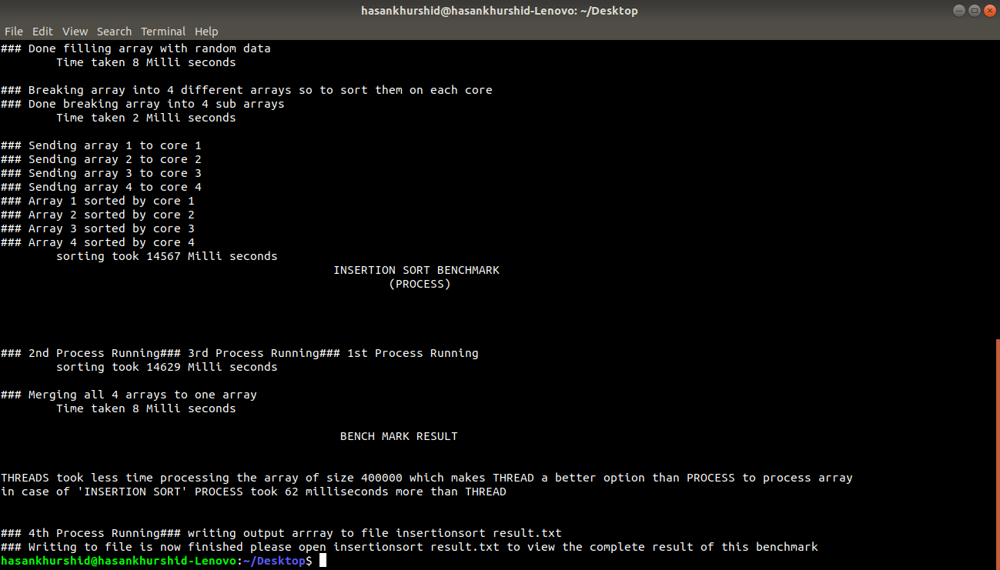 hasankhurshid@hasankhurshid-Lenovo: ~/Desktop
File Edit View Search Terminal Help
### Done filling array with random data
Time taken 8 Milli seconds
### Breaking array into 4 different arrays so to sort them on each core
### Done breaking array into 4 sub arrays
Time taken 2 Milli seconds
### Sending array 1 to core 1
### Sending array 2 to core 2
### Sending array 3 to core 3
### Sending array 4 to core 4
### Array 1 sorted by core 1
### Array 2 sorted by core 2
### Array 3 sorted by core 3
### Array 4 sorted by core 4
sorting took 14567 Milli seconds
INSERTION SORT BENCHMARK
(PROCESS)
### 2nd Process Running### 3rd Process Running### 1st Process Running
sorting took 14629 Milli seconds
### Merging all 4 arrays to one array
Time taken 8 Milli seconds
BENCH MARK RESULT
THREADS took less time processing the array of size 400000 which makes THREAD a better option than PROCESS to process array
in case of 'INSERTION SORT' PROCESS took 62 milliseconds more than THREAD
### 4th Process Running### writing output arrray to file insertionsort result.txt
### Writing to file is now finished please open insertionsort result.txt to view the complete result of this benchmark
hasankhurshid@hasankhurshid-Lenovo:~/Desktop$